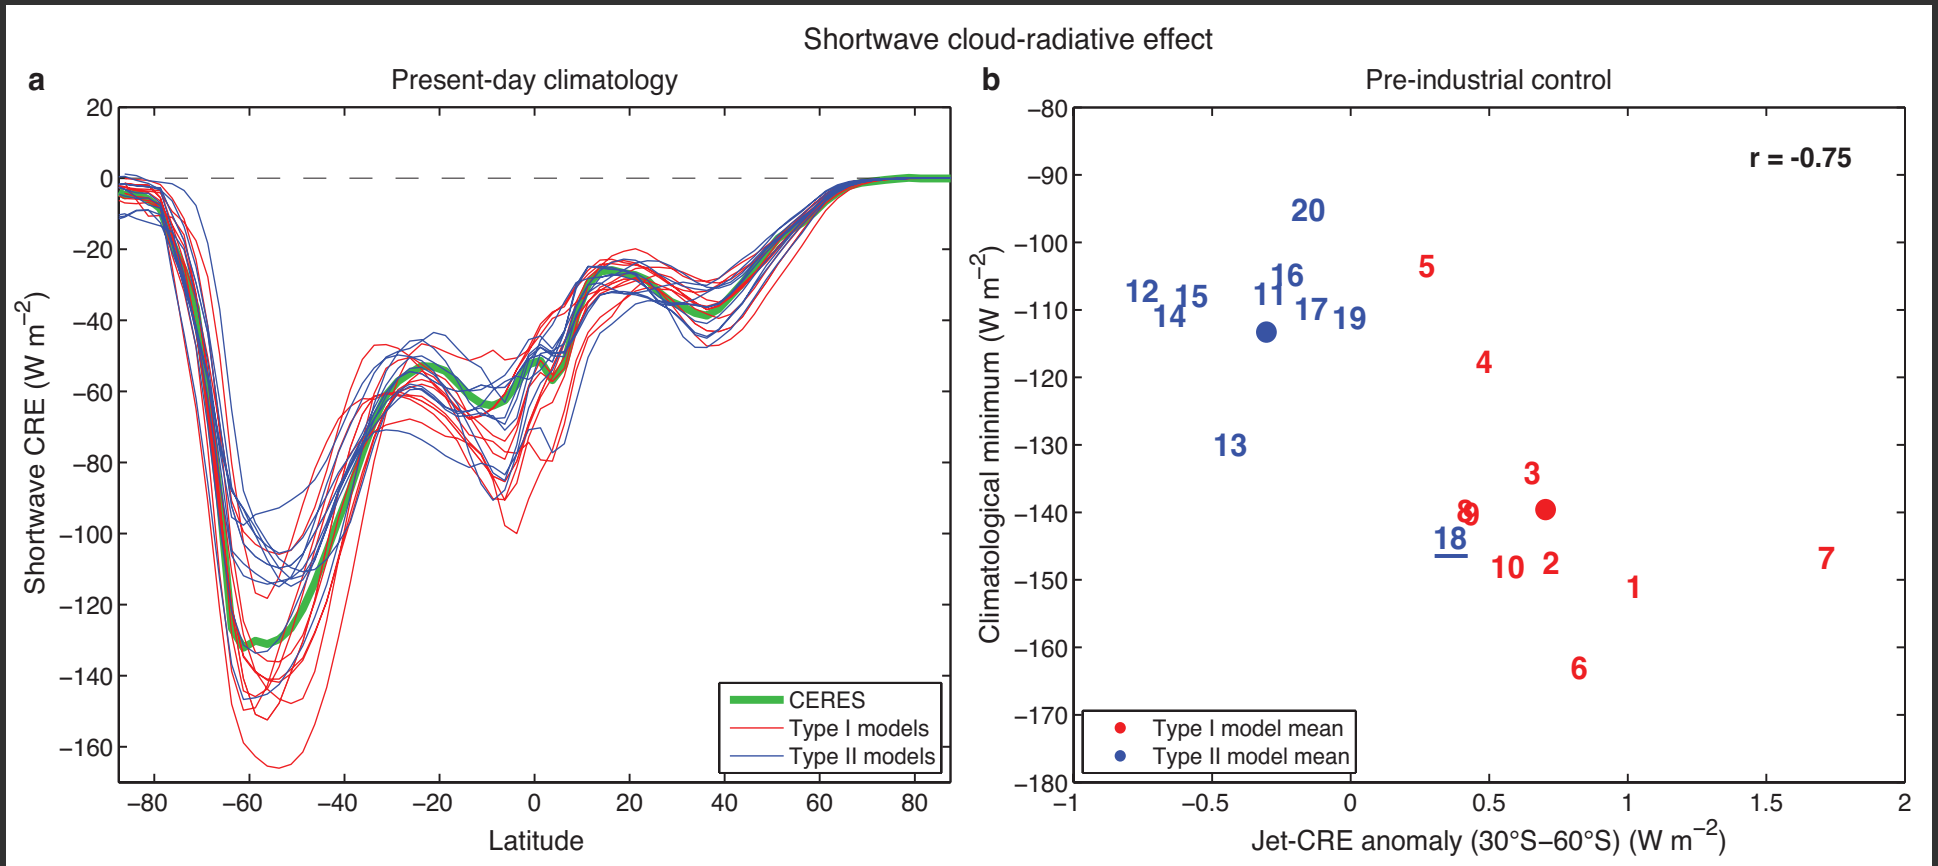 Shortwave cloud-radiative effect
a
Present-day climatology
20
0
−20
−40
−60
−80
−100
−120
−140
−160
Shortwave CRE (W m−2)
−80 −60 −40 −20 0 20 40 60 80
Latitude
CERES
Type I models
Type II models
b
Pre-industrial control
−80
−90
−100
−110
−120
−130
−140
−150
−160
−170
−180
Climatological minimum (W m−2)
r = -0.75
20
5
16
12 15 11
14 17 19
4
13
3
8 9
18
10 2 7
1
6
Type I model mean
Type II model mean
−1 −0.5 0 0.5 1 1.5 2
Jet-CRE anomaly (30°S−60°S) (W m−2)